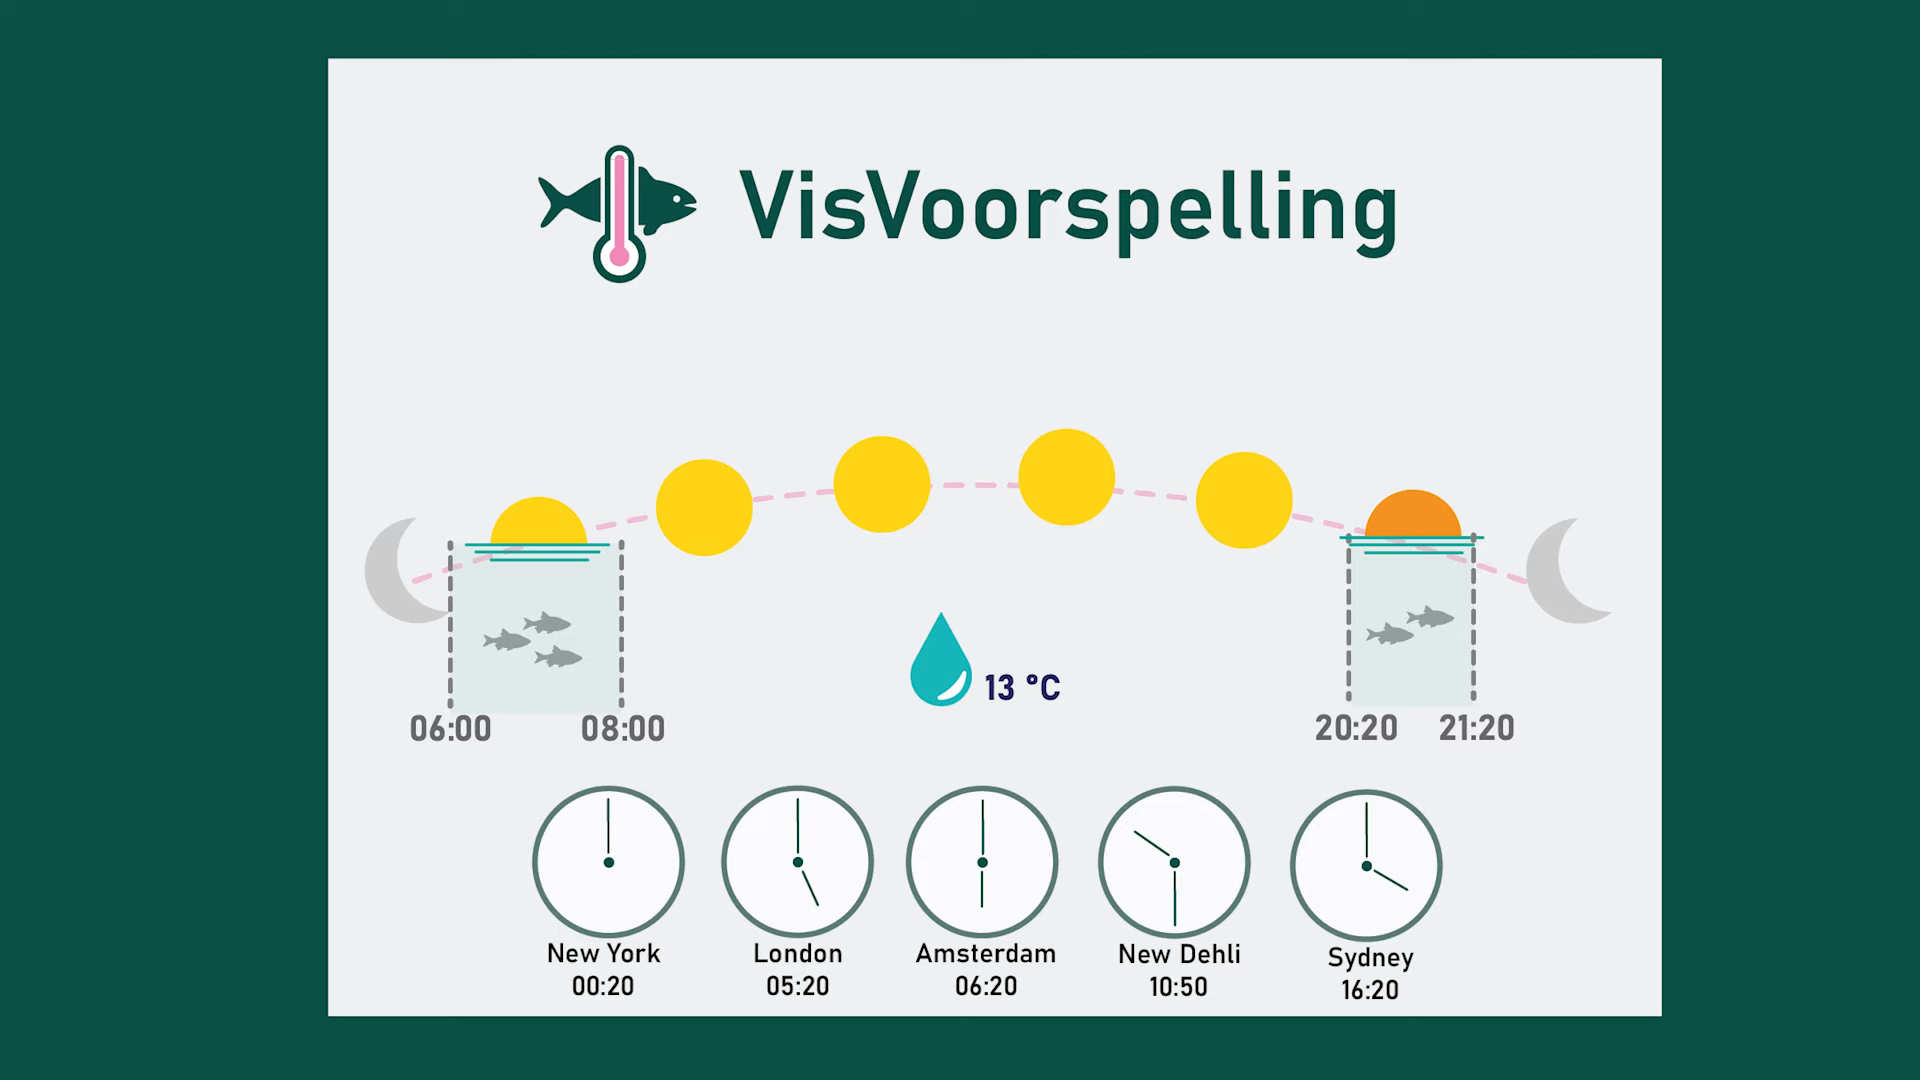 VisVoorspelling
13 °C
06:00 08:00 20:20 21:20
New York London Amsterdam New Dehli Sydney
00:20 05:20 06:20 10:50 16:20